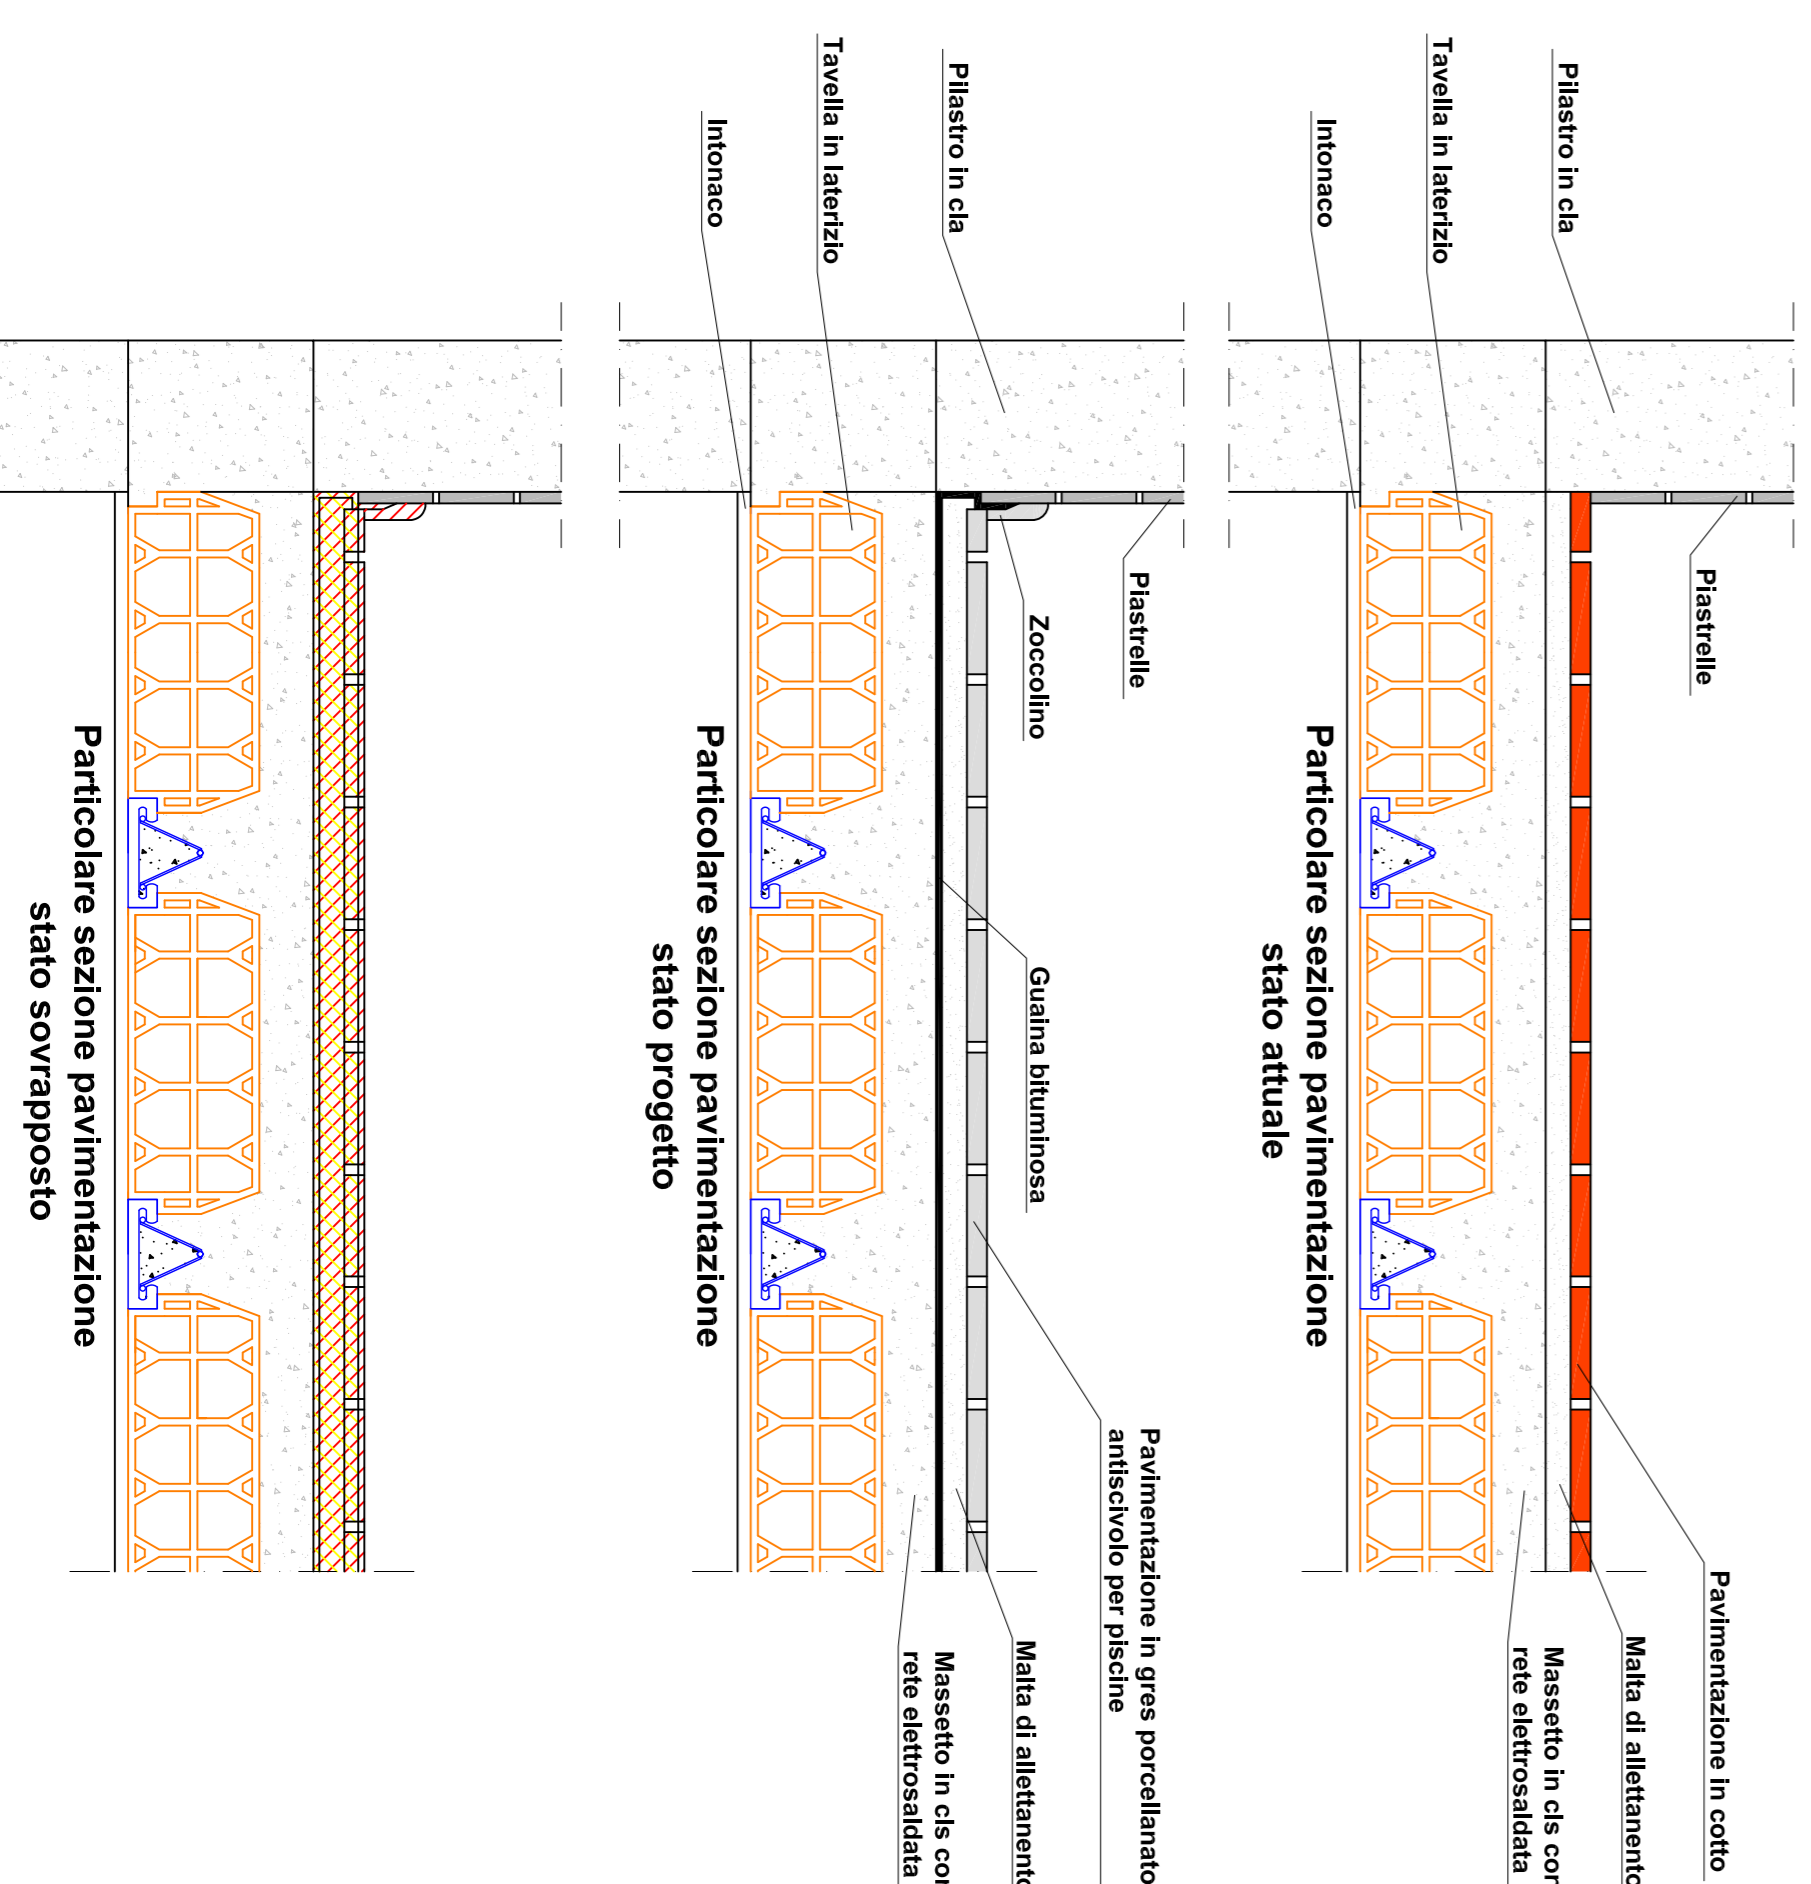 Pilastro in cla
Tavella in laterizio
Intonaco
Piastrelle
Pavimentazione in cotto
Malta di allettanento
Massetto in cls con
rete elettrosaldata
Particolare sezione pavimentazione
stato attuale
Pilastro in cla
Tavella in laterizio
Intonaco
Piastrelle
Zoccolino
Guaina bituminosa
Pavimentazione in gres porcellanato
antiscivolo per piscine
Malta di allettanento
Massetto in cls con
rete elettrosaldata
Particolare sezione pavimentazione
stato progetto
Particolare sezione pavimentazione
stato sovrapposto